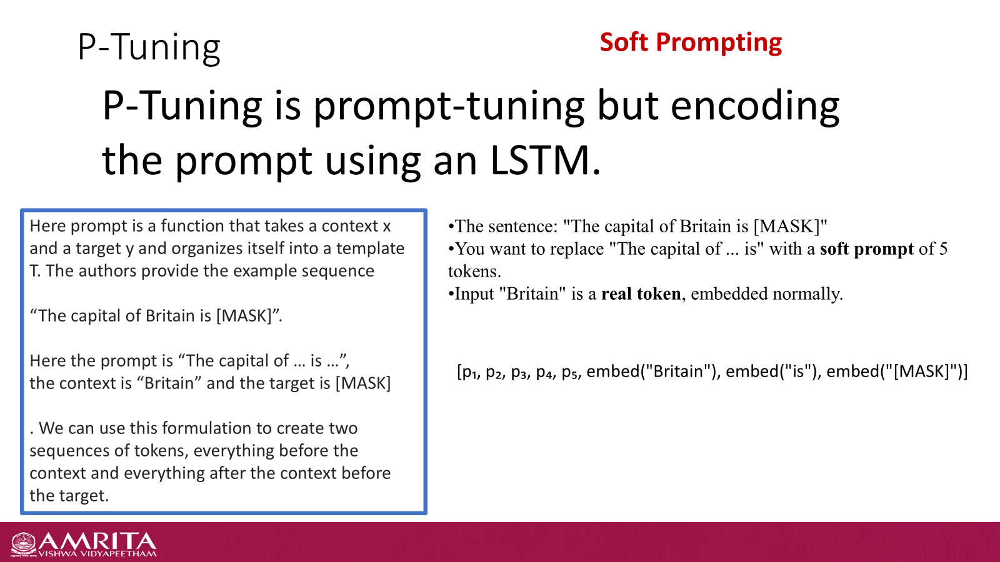 P-Tuning
Soft Prompting
P-Tuning is prompt-tuning but encoding
the prompt using an LSTM.
Here prompt is a function that takes a context x
and a target y and organizes itself into a template
T. The authors provide the example sequence
“The capital of Britain is [MASK]”.
Here the prompt is “The capital of … is …”,
the context is “Britain” and the target is [MASK]
. We can use this formulation to create two
sequences of tokens, everything before the
context and everything after the context before
the target.
•The sentence: "The capital of Britain is [MASK]"
•You want to replace "The capital of ... is" with a soft prompt of 5
tokens.
•Input "Britain" is a real token, embedded normally.
[p₁, p₂, p₃, p₄, p₅, embed("Britain"), embed("is"), embed("[MASK]")]
AMRITA
VISHWA VIDYAPEETHAM